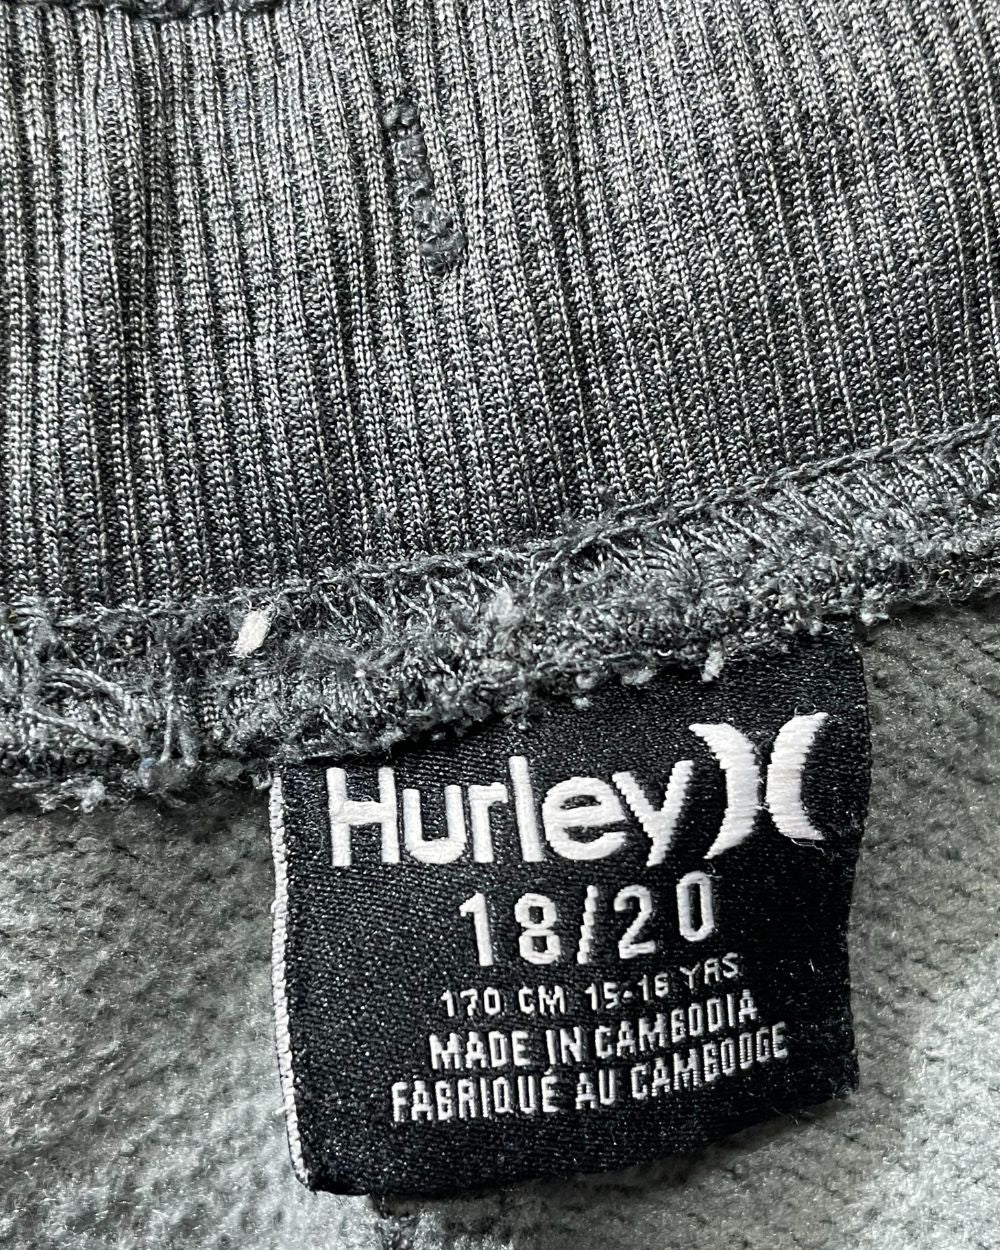 Hurley
18/20
170 CM 15-16 YRS
MADE IN CAMBODIA
FABRIQUÉ AU CAMBODGE